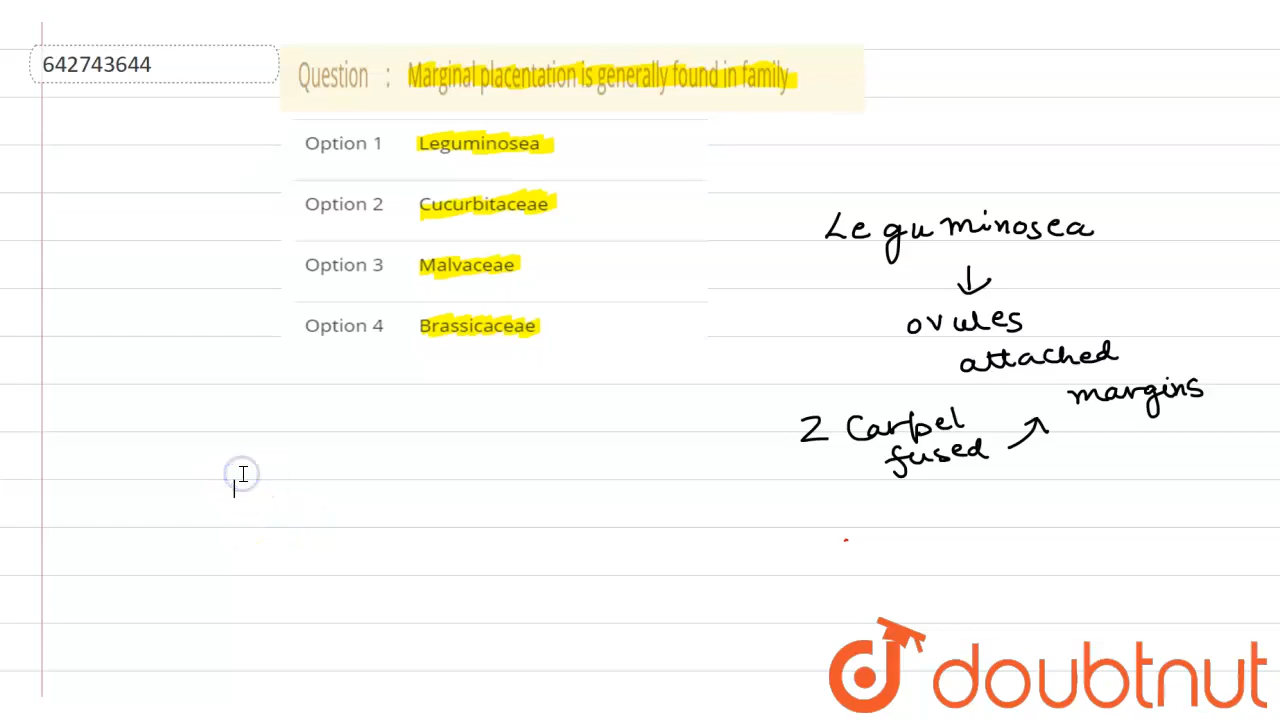 642743644
Question : Marginal placentation is generally found in family
Option 1 Leguminosea
Option 2 Cucurbitaceae
Option 3 Malvaceae
Option 4 Brassicaceae
Leguminosea
ovules
attached
margins
2 Carpel
fused
doubtnut